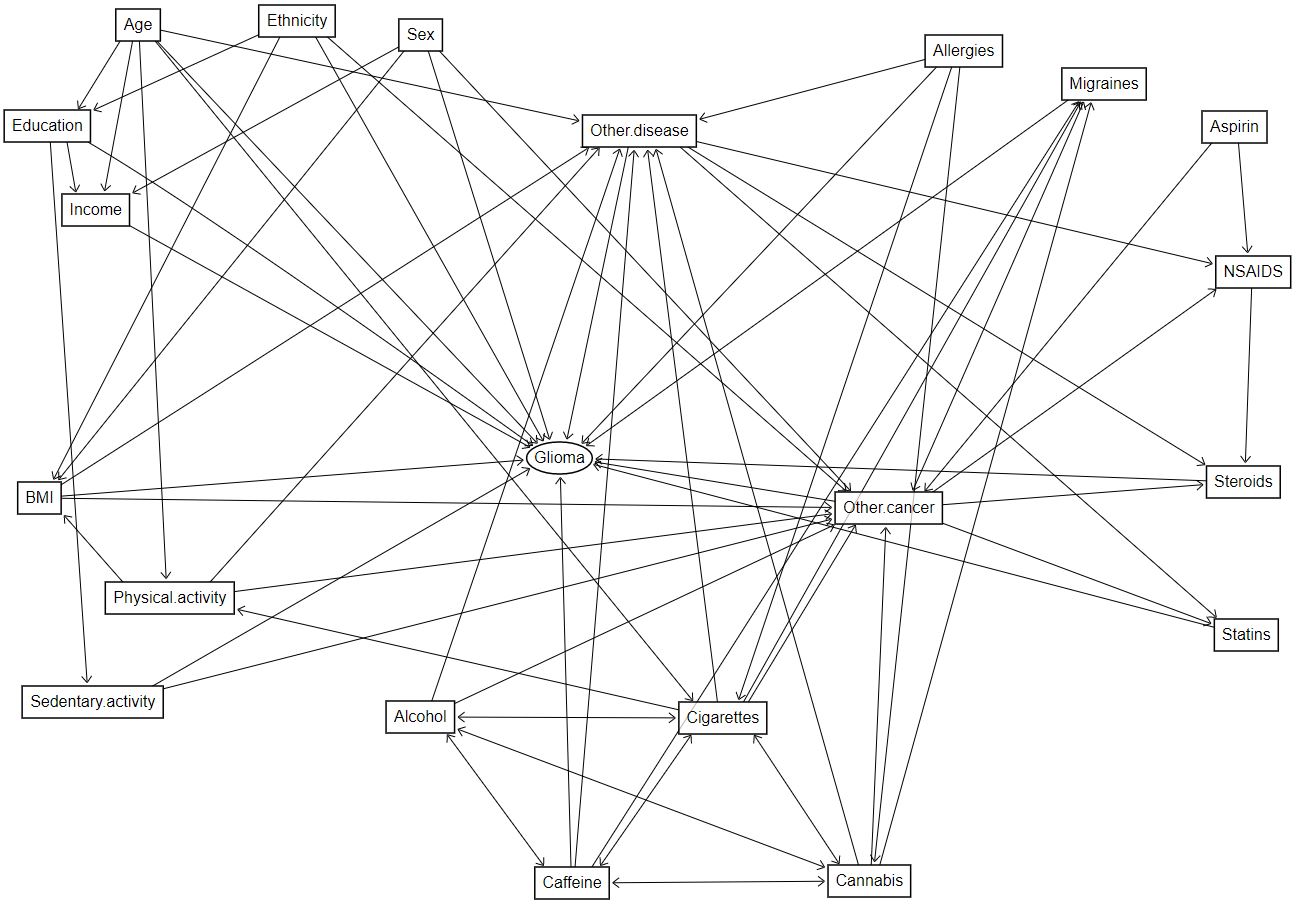 Age
Ethnicity
Sex
Allergies
Migraines
Education
Other.disease
Aspirin
Income
NSAIDS
Glioma
BMI
Other.cancer
Steroids
Physical.activity
Statins
Sedentary.activity
Alcohol
Cigarettes
Caffeine
Cannabis